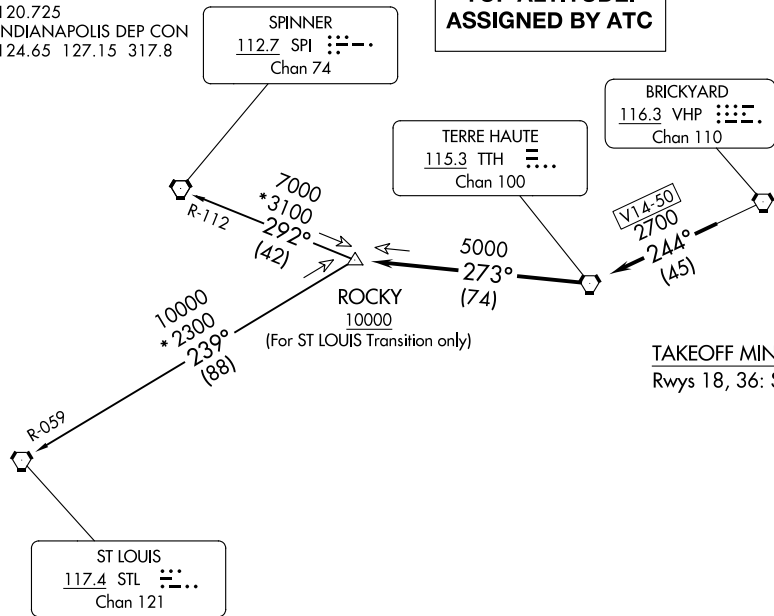 120.725
INDIANAPOLIS DEP CON
124.65 127.15 317.8
ASSIGNED BY ATC
SPINNER
112.7 SPI
Chan 74
BRICKYARD
116.3 VHP
Chan 110
TERRE HAUTE
115.3 TTH
Chan 100
7000
*3100
292°
(42)
R-112
V14-50
2700
244°
(45)
5000
273°
(74)
ROCKY
10000
(For ST LOUIS Transition only)
10000
*2300
239°
(88)
R-059
TAKEOFF MIN
Rwys 18, 36: S
ST LOUIS
117.4 STL
Chan 121